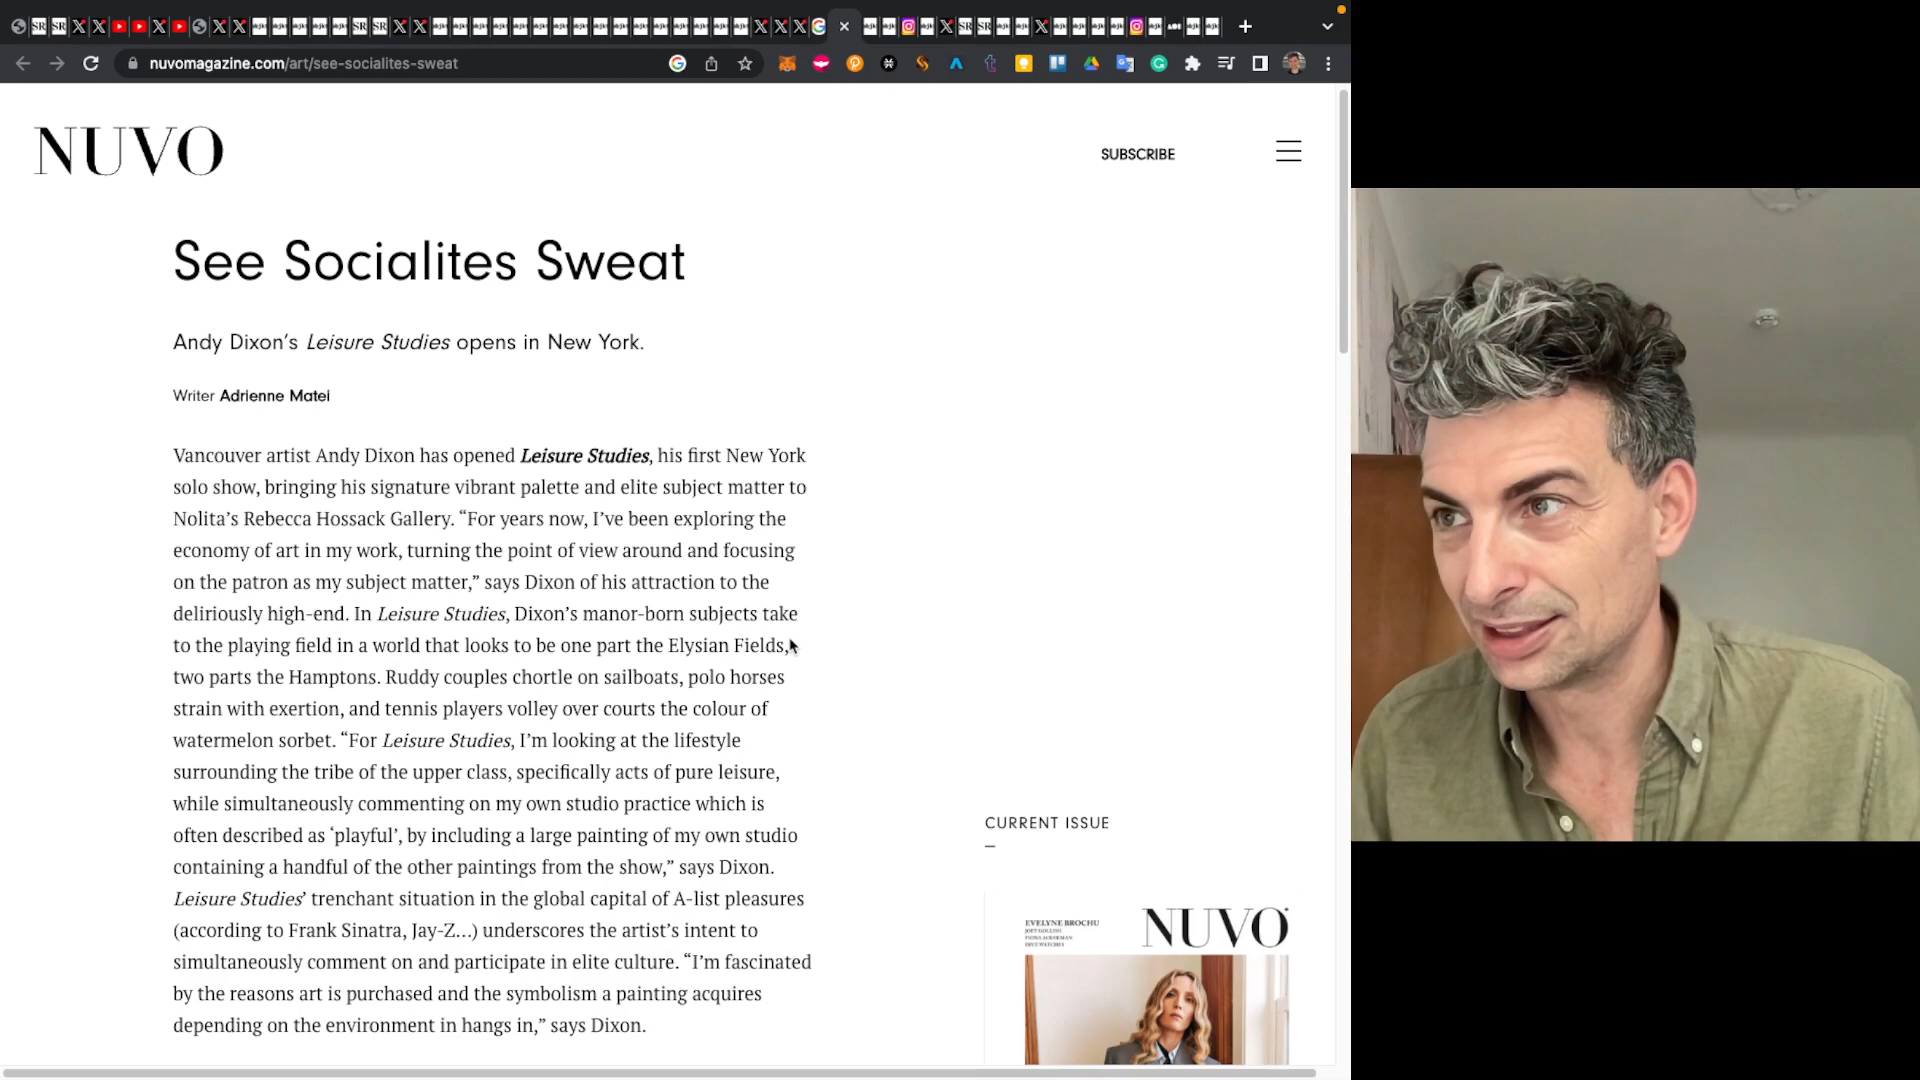 nuvomagazine.com/art/see-socialites-sweat
NUVO
SUBSCRIBE
See Socialites Sweat
Andy Dixon's Leisure Studies opens in New York.
Writer Adrienne Matei
Vancouver artist Andy Dixon has opened Leisure Studies, his first New York
solo show, bringing his signature vibrant palette and elite subject matter to
Nolita's Rebecca Hossack Gallery. “For years now, I've been exploring the
economy of art in my work, turning the point of view around and focusing
on the patron as my subject matter,” says Dixon of his attraction to the
deliriously high-end. In Leisure Studies, Dixon's manor-born subjects take
to the playing field in a world that looks to be one part the Elysian Fields,
two parts the Hamptons. Ruddy couples chortle on sailboats, polo horses
strain with exertion, and tennis players volley over courts the colour of
watermelon sorbet. “For Leisure Studies, I'm looking at the lifestyle
surrounding the tribe of the upper class, specifically acts of pure leisure,
while simultaneously commenting on my own studio practice which is
often described as ‘playful’, by including a large painting of my own studio
containing a handful of the other paintings from the show,” says Dixon.
Leisure Studies’ trenchant situation in the global capital of A-list pleasures
(according to Frank Sinatra, Jay-Z…) underscores the artist's intent to
simultaneously comment on and participate in elite culture. “I'm fascinated
by the reasons art is purchased and the symbolism a painting acquires
depending on the environment in hangs in,” says Dixon.
CURRENT ISSUE
EVELYNE BROCHU
NUVO